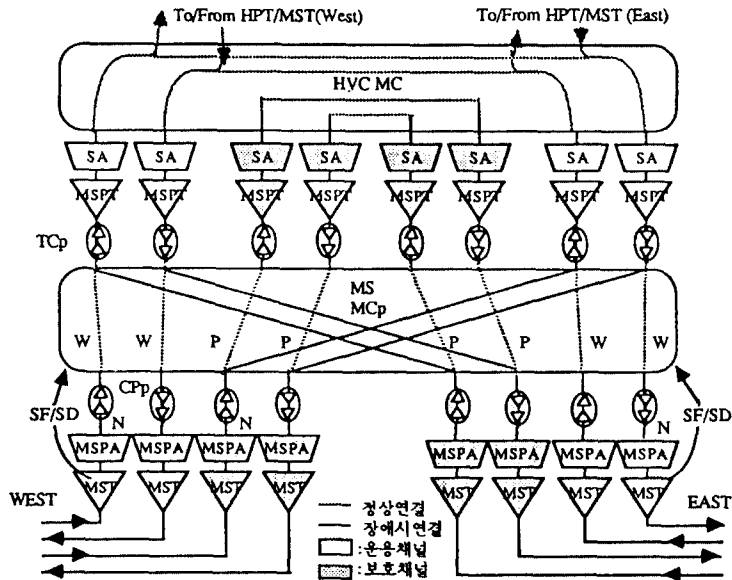 To/From HPT/MST(West) To/From HPT/MST (East)
HVC MC
SA SA SA SA SA SA SA SA
MSPT MSPT MSPT MSPT MSPT MSPT MSPT MSPT
TCp
MS
MCp
W W P P P P W W
CPp
SF/SD N N N SF/SD
MSPA MSPA MSPA MSPA MSPA MSPA MSPA MSPA
MST MST MST MST MST MST MST MST
WEST EAST
정상연결
장애시연결
:운용채널
:보호채널